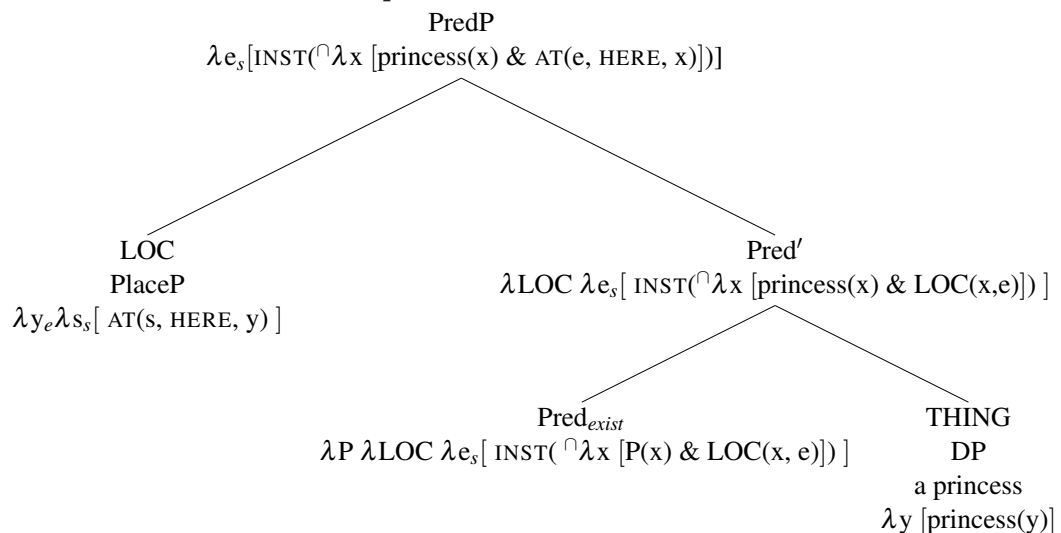 PredP
λe_s[INST(∩λx [princess(x) & AT(e, HERE, x)])]
LOC
PlaceP
λy_eλs_s[ AT(s, HERE, y) ]
Pred′
λLOC λe_s[ INST(∩λx [princess(x) & LOC(x,e)]) ]
Pred_exist
λP λLOC λe_s[ INST( ∩λx [P(x) & LOC(x, e)]) ]
THING
DP
a princess
λy [princess(y)]